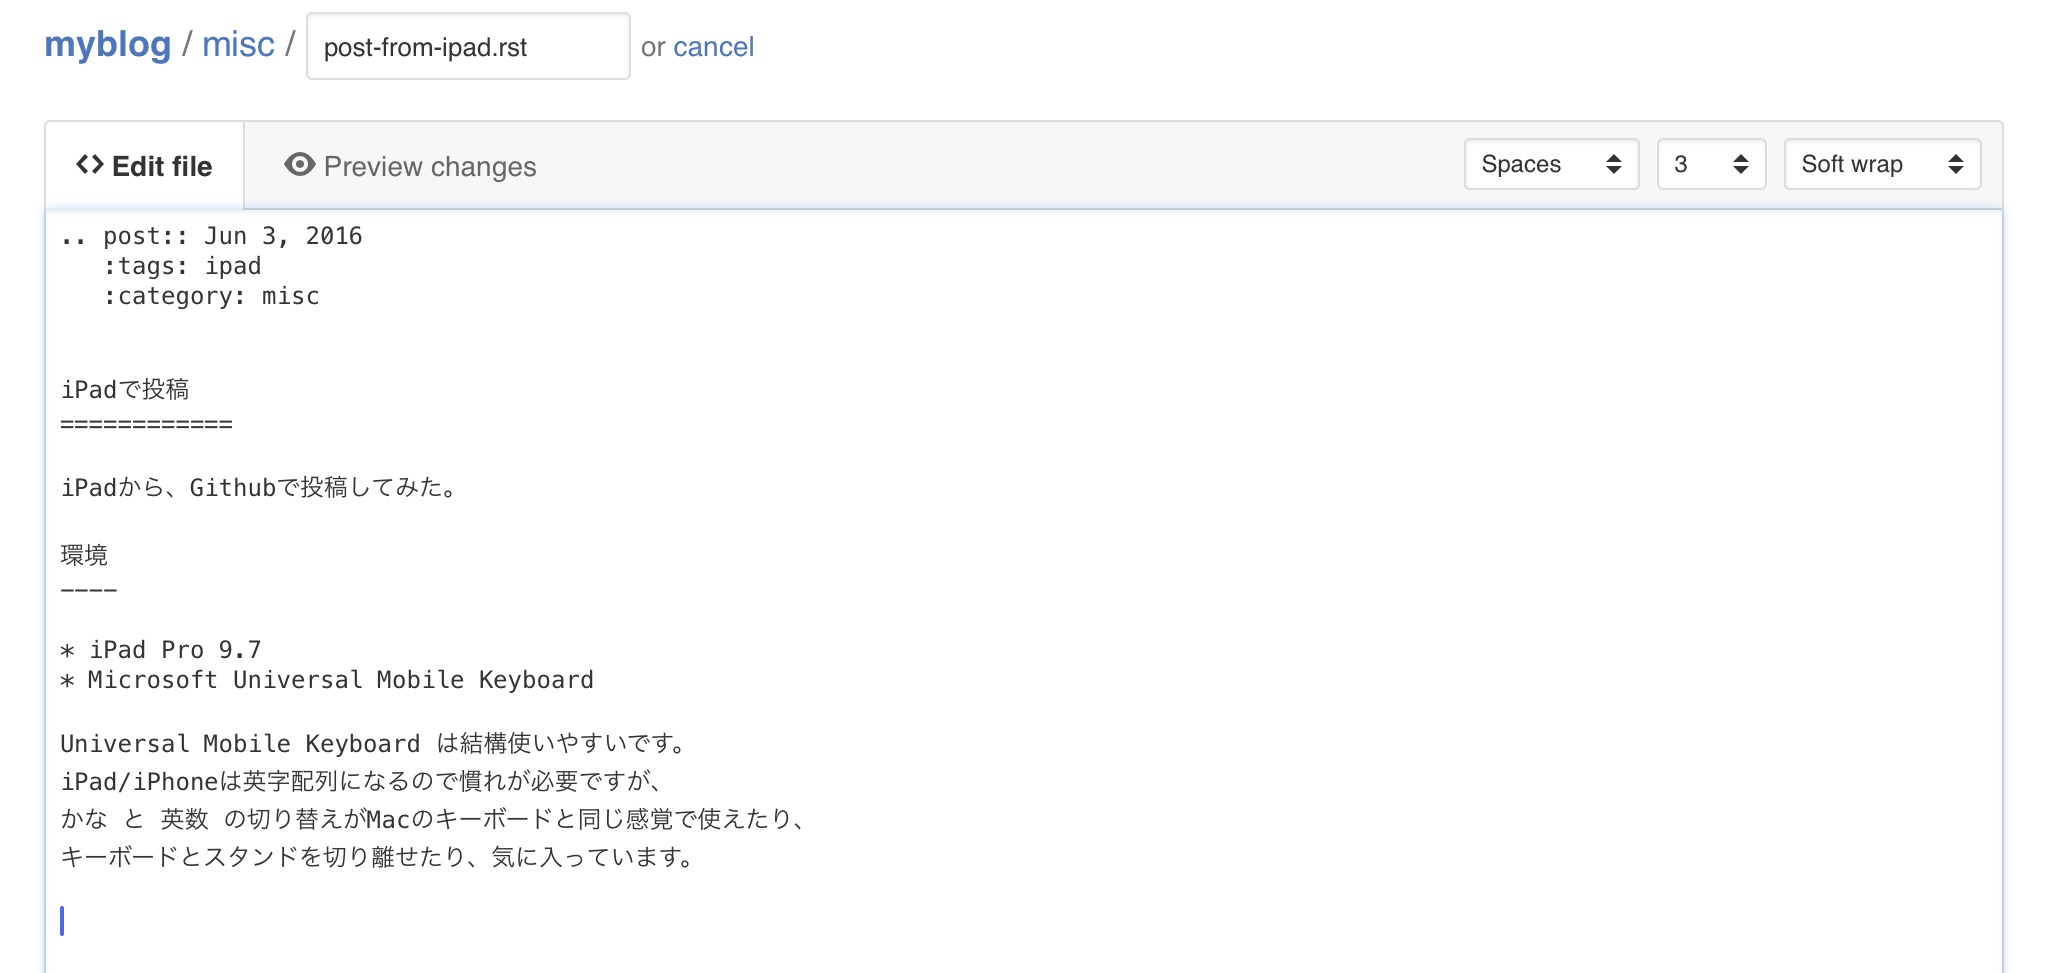 myblog / misc / post-from-ipad.rst or cancel
<> Edit file Preview changes Spaces 3 Soft wrap
.. post:: Jun 3, 2016
   :tags: ipad
   :category: misc
iPadで投稿
============
iPadから、Githubで投稿してみた。
環境
----
* iPad Pro 9.7
* Microsoft Universal Mobile Keyboard
Universal Mobile Keyboard は結構使いやすいです。
iPad/iPhoneは英字配列になるので慣れが必要ですが、
かな と 英数 の切り替えがMacのキーボードと同じ感覚で使えたり、
キーボードとスタンドを切り離せたり、気に入っています。